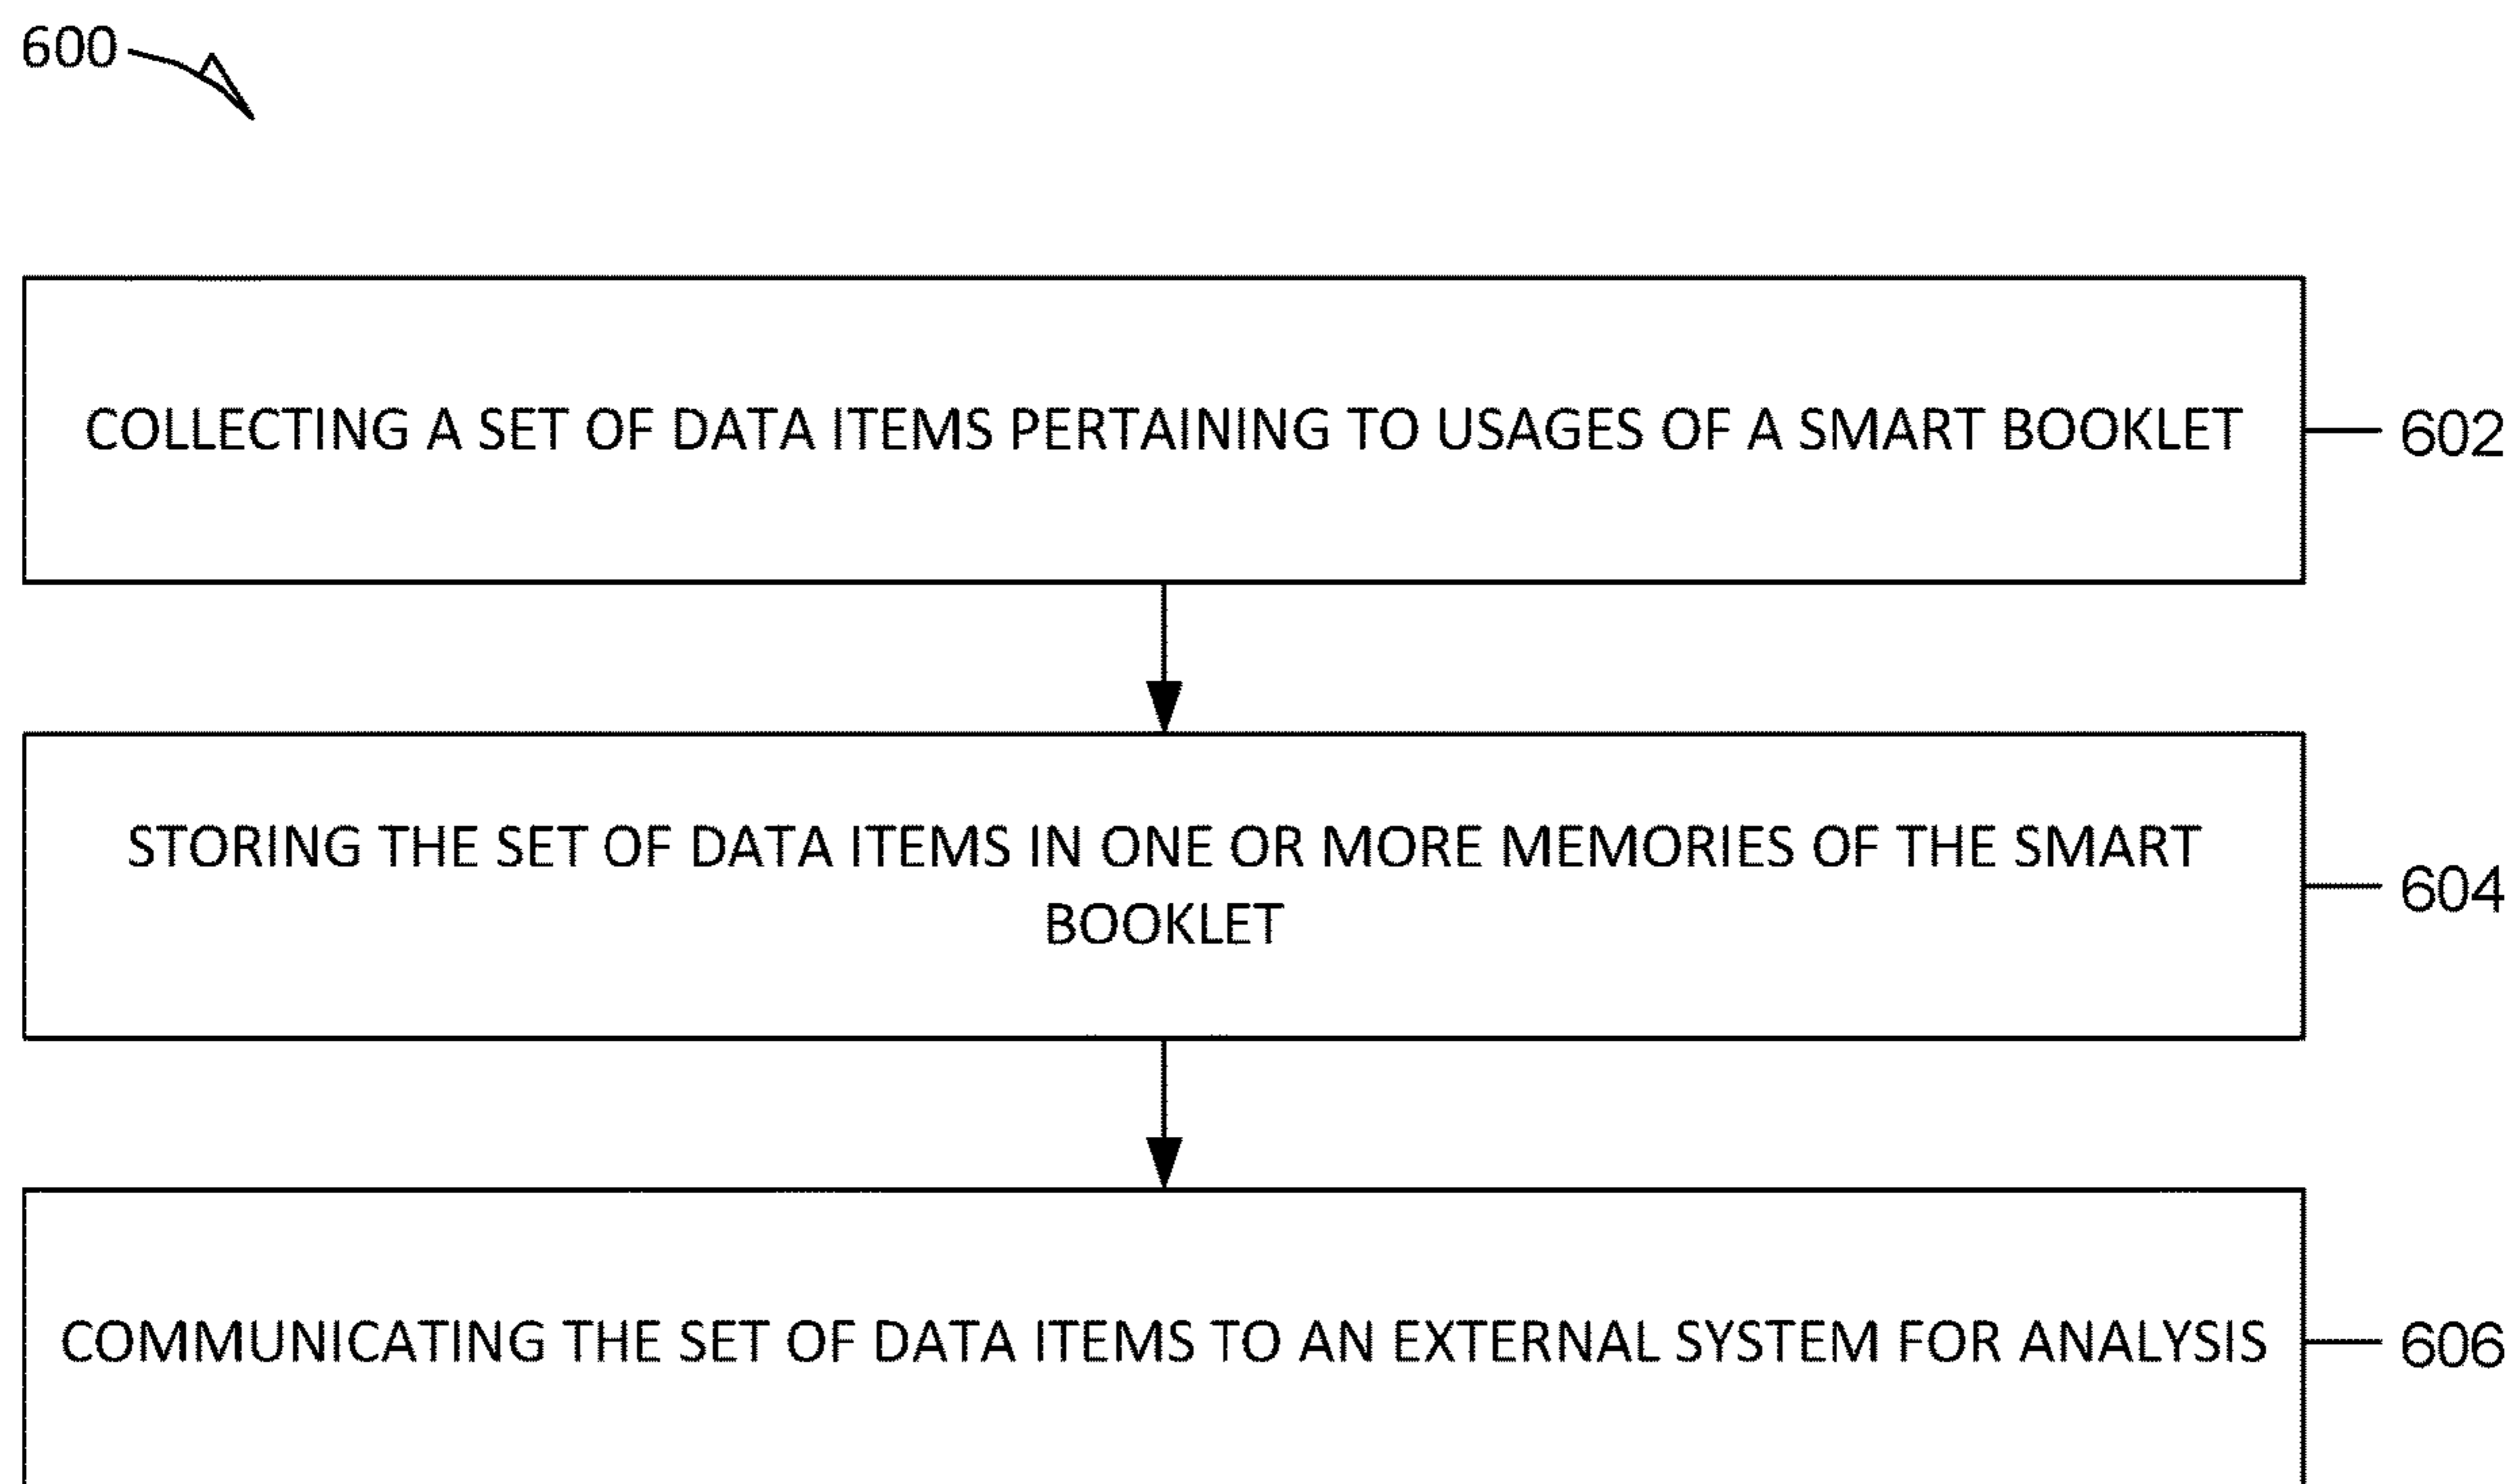 600
COLLECTING A SET OF DATA ITEMS PERTAINING TO USAGES OF A SMART BOOKLET
602
STORING THE SET OF DATA ITEMS IN ONE OR MORE MEMORIES OF THE SMART
BOOKLET
604
COMMUNICATING THE SET OF DATA ITEMS TO AN EXTERNAL SYSTEM FOR ANALYSIS
606